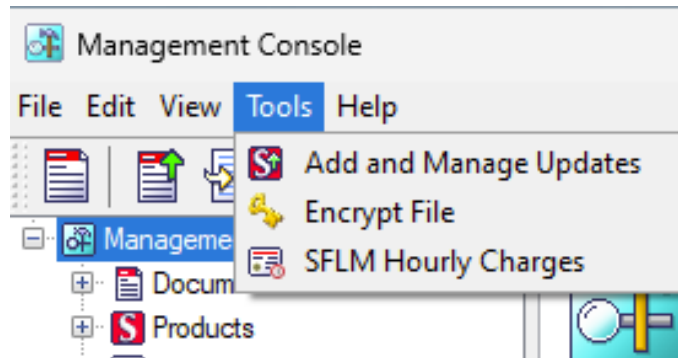 Management Console
File Edit View Tools Help
Add and Manage Updates
Encrypt File
SFLM Hourly Charges
Manageme
Docum
Products